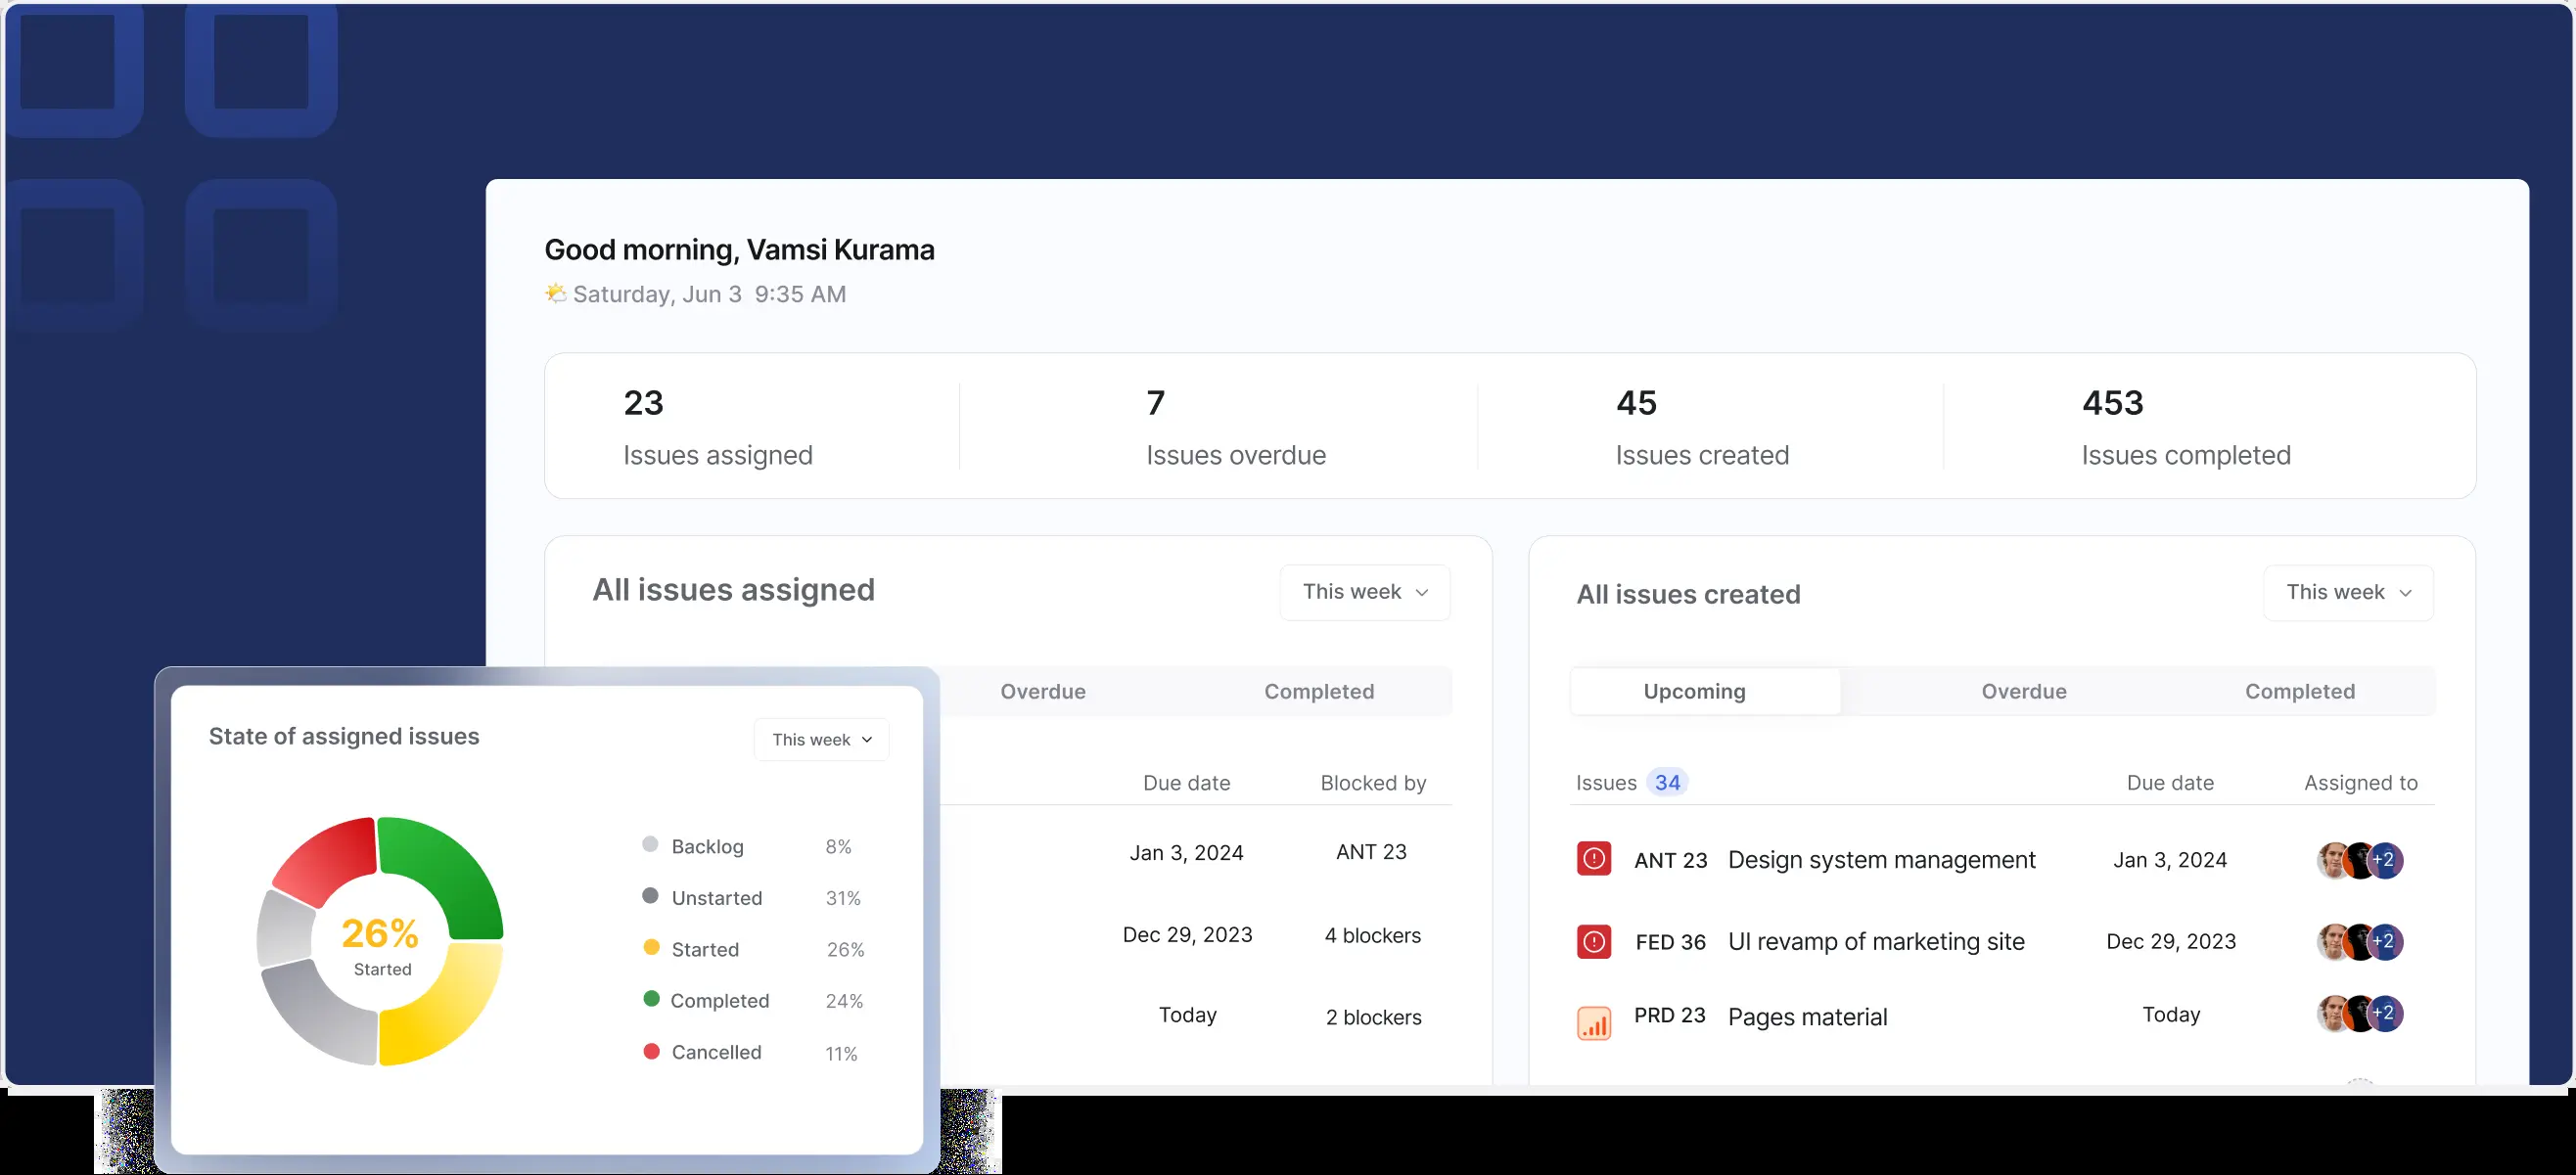 Good morning, Vamsi Kurama
Saturday, Jun 3 9:35 AM
23
Issues assigned
7
Issues overdue
45
Issues created
453
Issues completed
All issues assigned
This week
Overdue
Completed
Due date
Blocked by
Jan 3, 2024
ANT 23
Dec 29, 2023
4 blockers
Today
2 blockers
All issues created
This week
Upcoming
Overdue
Completed
Issues 34
Due date
Assigned to
ANT 23 Design system management Jan 3, 2024 +2
FED 36 UI revamp of marketing site Dec 29, 2023 +2
PRD 23 Pages material Today +2
State of assigned issues
This week
26%
Started
Backlog 8%
Unstarted 31%
Started 26%
Completed 24%
Cancelled 11%